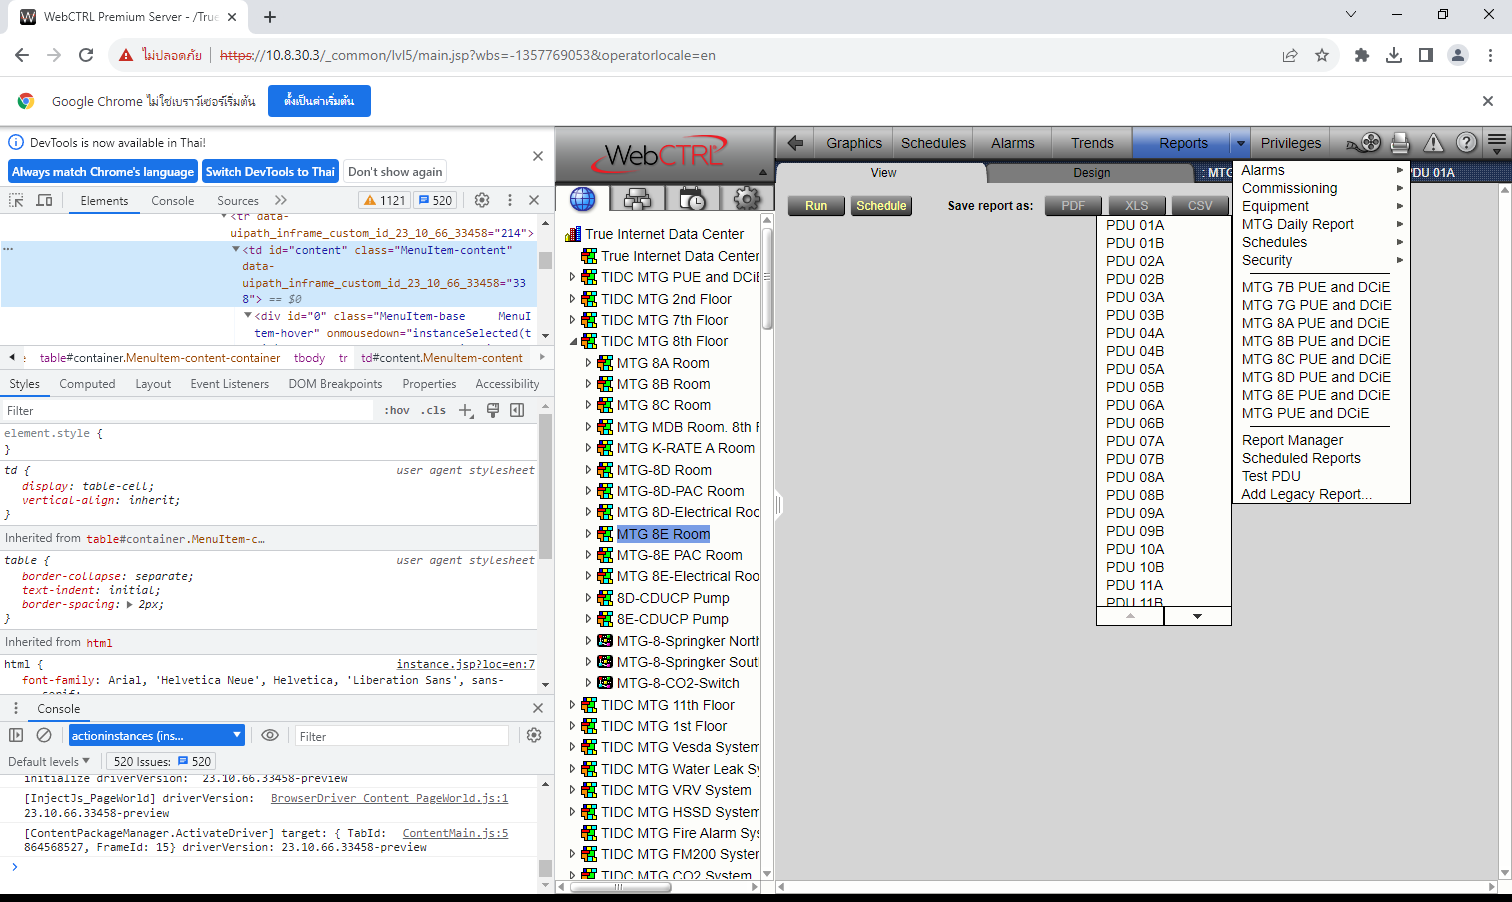 WebCTRL Premium Server - /True
ไม่ปลอดภัย
https://10.8.30.3/_common/lvl5/main.jsp?wbs=-1357769053&operatorlocale=en
Google Chrome ไม่ใช่เบราว์เซอร์เริ่มต้น
ตั้งเป็นค่าเริ่มต้น
DevTools is now available in Thai!
Always match Chrome's language
Switch DevTools to Thai
Don't show again
Elements Console Sources
1121
520
<tr data-
uipath_inframe_custom_id_23_10_66_33458="214">
<td id="content" class="MenuItem-content"
data-
uipath_inframe_custom_id_23_10_66_33458="33
8"> == $0
<div id="0" class="MenuItem-base MenuI
tem-hover" onmousedown="instanceSelected(t
table#container.MenuItem-content-container tbody tr td#content.MenuItem-content
Styles Computed Layout Event Listeners DOM Breakpoints Properties Accessibility
Filter
:hov .cls
element.style {
}
td { user agent stylesheet
display: table-cell;
vertical-align: inherit;
}
Inherited from table#container.MenuItem-c…
table { user agent stylesheet
border-collapse: separate;
text-indent: initial;
border-spacing: 2px;
}
Inherited from html
html { instance.jsp?loc=en:7
font-family: Arial, 'Helvetica Neue', Helvetica, 'Liberation Sans', sans-
serif;
Console
actioninstances (ins…
Filter
Default levels
520 Issues: 520
initialize driverVersion: 23.10.66.33458-preview
[InjectJs_PageWorld] driverVersion: BrowserDriver_Content_PageWorld.js:1
23.10.66.33458-preview
[ContentPackageManager.ActivateDriver] target: { TabId: ContentMain.js:5
864568527, FrameId: 15} driverVersion: 23.10.66.33458-preview
WebCTRL
Graphics Schedules Alarms Trends Reports Privileges
True Internet Data Center
True Internet Data Center
TIDC MTG PUE and DCiE
TIDC MTG 2nd Floor
TIDC MTG 7th Floor
TIDC MTG 8th Floor
MTG 8A Room
MTG 8B Room
MTG 8C Room
MTG MDB Room. 8th F
MTG K-RATE A Room
MTG-8D Room
MTG-8D-PAC Room
MTG 8D-Electrical Roo
MTG 8E Room
MTG-8E PAC Room
MTG 8E-Electrical Roo
8D-CDUCP Pump
8E-CDUCP Pump
MTG-8-Springker North
MTG-8-Springker Sout
MTG-8-CO2-Switch
TIDC MTG 11th Floor
TIDC MTG 1st Floor
TIDC MTG Vesda System
TIDC MTG Water Leak Sy
TIDC MTG VRV System
TIDC MTG HSSD System
TIDC MTG Fire Alarm Sys
TIDC MTG FM200 System
TIDC MTG CO2 System
View
Design
: MTG
PDU 01A
Run
Schedule
Save report as:
PDF
XLS
CSV
PDU 01A
PDU 01B
PDU 02A
PDU 02B
PDU 03A
PDU 03B
PDU 04A
PDU 04B
PDU 05A
PDU 05B
PDU 06A
PDU 06B
PDU 07A
PDU 07B
PDU 08A
PDU 08B
PDU 09A
PDU 09B
PDU 10A
PDU 10B
PDU 11A
PDU 11B
Alarms
Commissioning
Equipment
MTG Daily Report
Schedules
Security
MTG 7B PUE and DCiE
MTG 7G PUE and DCiE
MTG 8A PUE and DCiE
MTG 8B PUE and DCiE
MTG 8C PUE and DCiE
MTG 8D PUE and DCiE
MTG 8E PUE and DCiE
MTG PUE and DCiE
Report Manager
Scheduled Reports
Test PDU
Add Legacy Report...